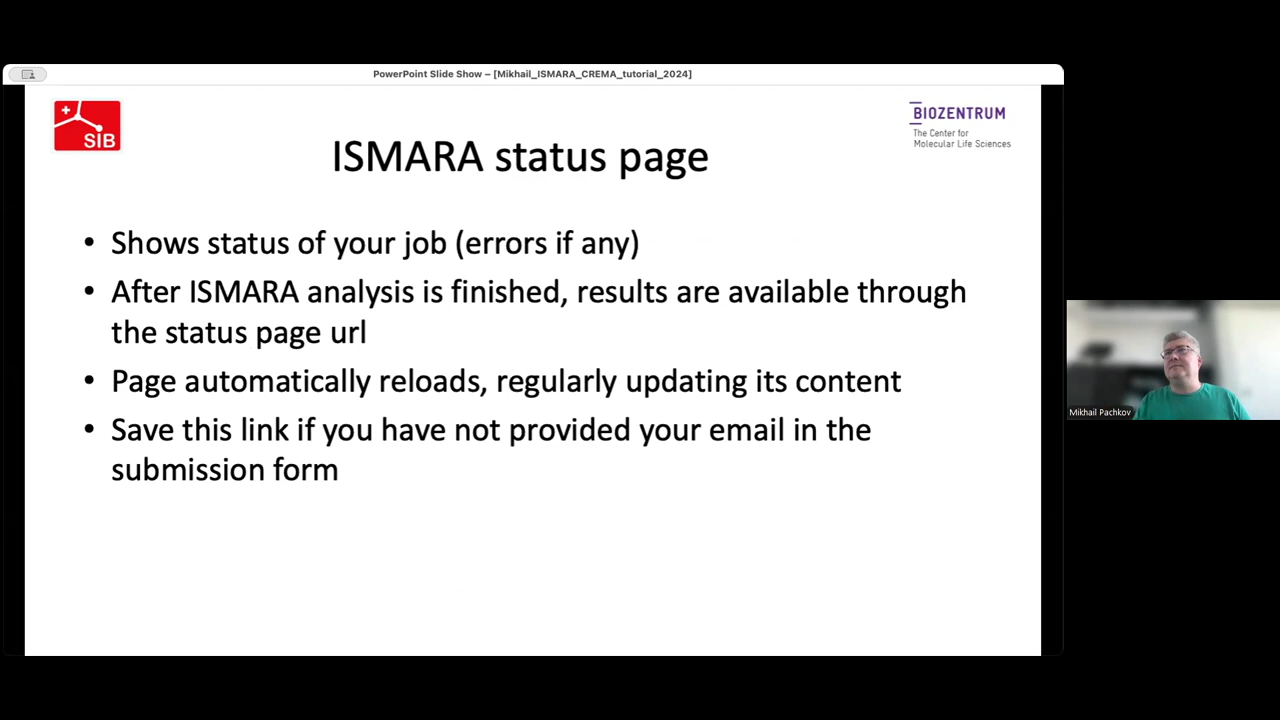 PowerPoint Slide Show – [Mikhail_ISMARA_CREMA_tutorial_2024]
SIB
BIOZENTRUM
The Center for
Molecular Life Sciences
ISMARA status page
• Shows status of your job (errors if any)
• After ISMARA analysis is finished, results are available through
the status page url
• Page automatically reloads, regularly updating its content
• Save this link if you have not provided your email in the
submission form
Mikhail Pachkov